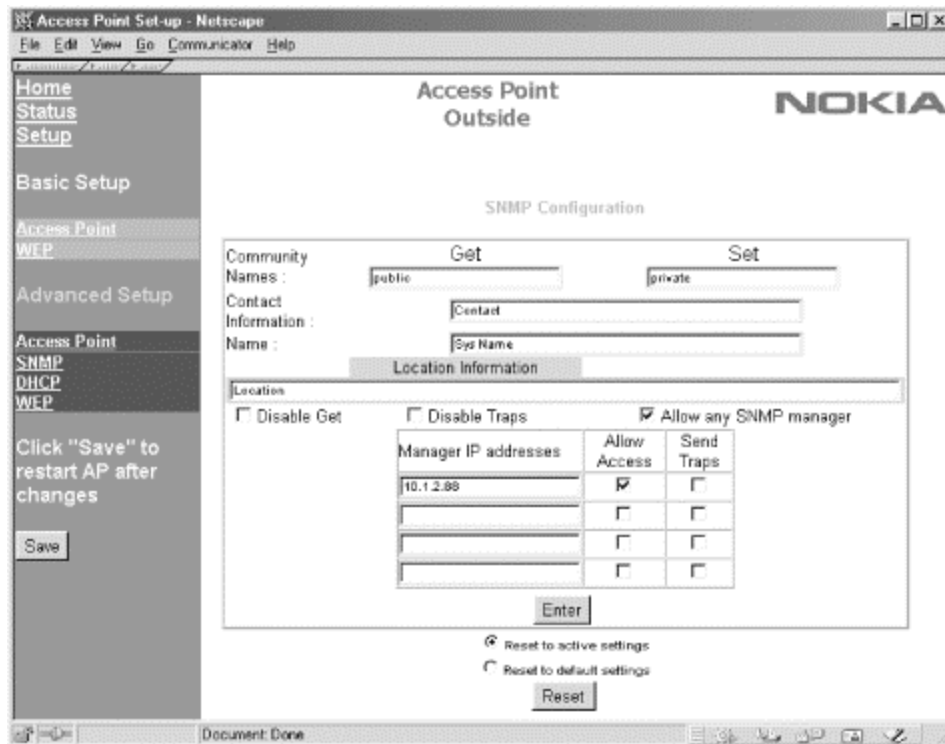 Access Point Set-up - Netscape
File Edit View Go Communicator Help
Home
Status
Setup
Basic Setup
Access Point
WEP
Advanced Setup
Access Point
SNMP
DHCP
WEP
Click "Save" to
restart AP after
changes
Save
Access Point
Outside
NOKIA
SNMP Configuration
Community
Names :
Get
Set
public
private
Contact
Information :
Contact
Name :
Sys Name
Location Information
Location
Disable Get
Disable Traps
Allow any SNMP manager
Manager IP addresses
Allow
Access
Send
Traps
10.1.2.88
Enter
Reset to active settings
Reset to default settings
Reset
Document: Done